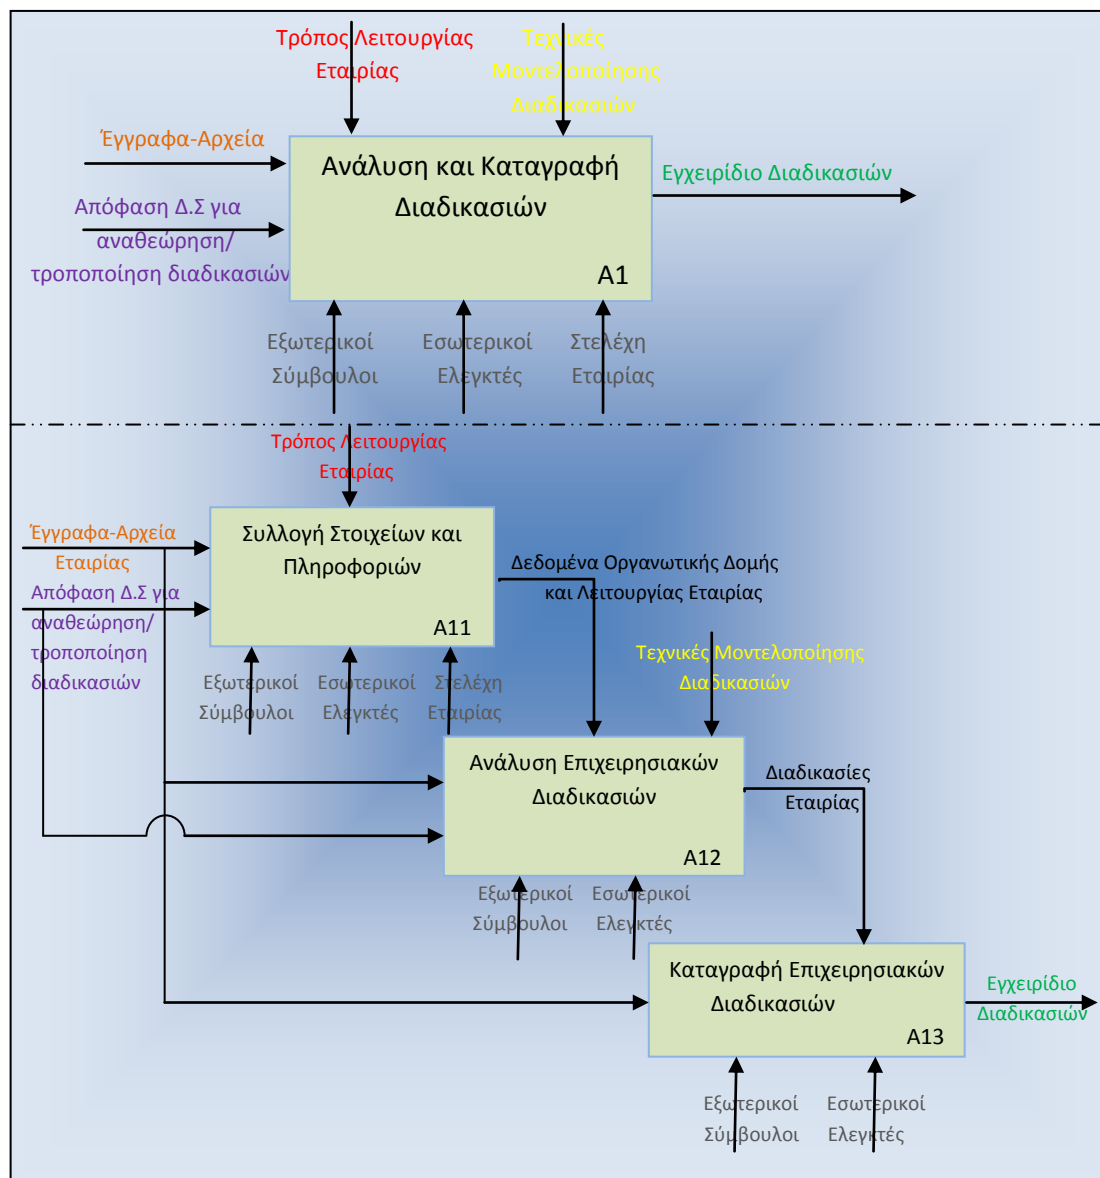 Τρόπος Λειτουργίας
Εταιρίας
Τεχνικές
Μοντελοποίησης
Διαδικασιών
Έγγραφα-Αρχεία
Απόφαση Δ.Σ για
αναθεώρηση/
τροποποίηση διαδικασιών
Ανάλυση και Καταγραφή
Διαδικασιών
A1
Εγχειρίδιο Διαδικασιών
Εξωτερικοί
Σύμβουλοι
Εσωτερικοί
Ελεγκτές
Στελέχη
Εταιρίας
Τρόπος Λειτουργίας
Εταιρίας
Έγγραφα-Αρχεία
Εταιρίας
Απόφαση Δ.Σ για
αναθεώρηση/
τροποποίηση
διαδικασιών
Συλλογή Στοιχείων και
Πληροφοριών
A11
Δεδομένα Οργανωτικής Δομής
και Λειτουργίας Εταιρίας
Εξωτερικοί
Σύμβουλοι
Εσωτερικοί
Ελεγκτές
Στελέχη
Εταιρίας
Τεχνικές Μοντελοποίησης
Διαδικασιών
Ανάλυση Επιχειρησιακών
Διαδικασιών
A12
Διαδικασίες
Εταιρίας
Εξωτερικοί
Σύμβουλοι
Εσωτερικοί
Ελεγκτές
Καταγραφή Επιχειρησιακών
Διαδικασιών
A13
Εγχειρίδιο
Διαδικασιών
Εξωτερικοί
Σύμβουλοι
Εσωτερικοί
Ελεγκτές